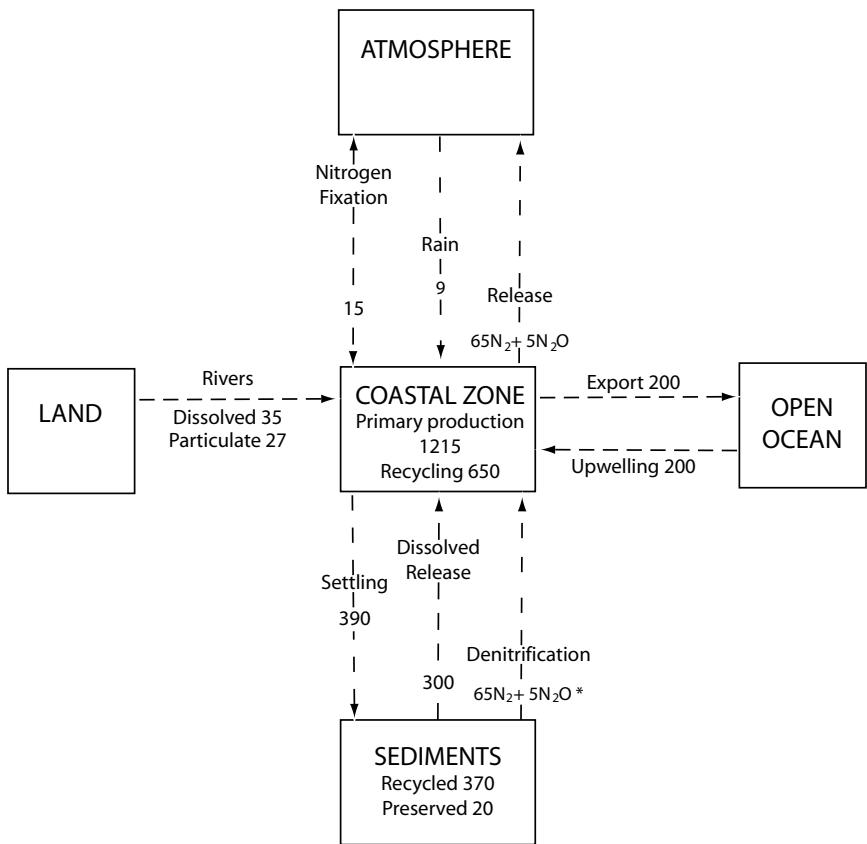 ATMOSPHERE
Nitrogen
Fixation
15
Rain
9
Release
65N₂+ 5N₂O
LAND
Rivers
Dissolved 35
Particulate 27
COASTAL ZONE
Primary production
1215
Recycling 650
Export 200
Upwelling 200
OPEN
OCEAN
Settling
390
Dissolved
Release
300
Denitrification
65N₂+ 5N₂O *
SEDIMENTS
Recycled 370
Preserved 20